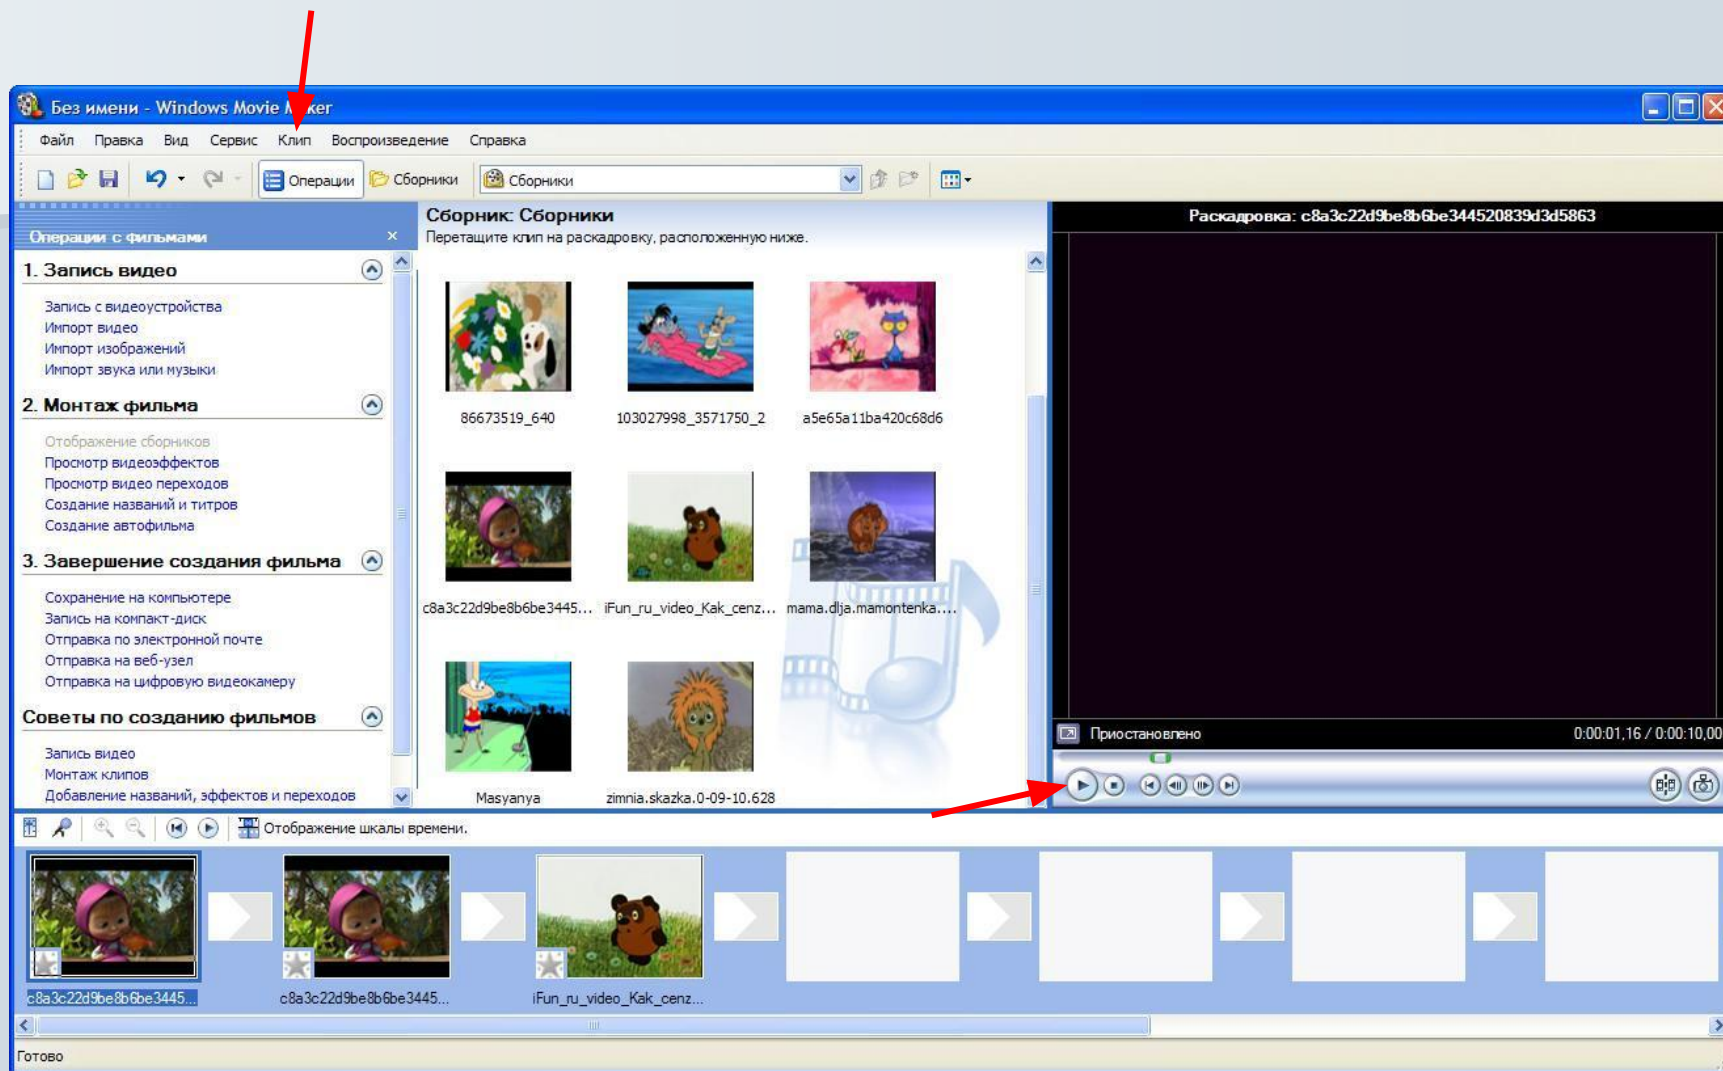 Без имени - Windows Movie Maker
Файл Правка Вид Сервис Клип Воспроизведение Справка
Операции Сборники Сборники
Операции с фильмами
1. Запись видео
Запись с видеоустройства
Импорт видео
Импорт изображений
Импорт звука или музыки
2. Монтаж фильма
Отображение сборников
Просмотр видеоэффектов
Просмотр видео переходов
Создание названий и титров
Создание автофильма
3. Завершение создания фильма
Сохранение на компьютере
Запись на компакт-диск
Отправка по электронной почте
Отправка на веб-узел
Отправка на цифровую видеокамеру
Советы по созданию фильмов
Запись видео
Монтаж клипов
Добавление названий, эффектов и переходов
Сборник: Сборники
Перетащите клип на раскадровку, расположенную ниже.
86673519_640 103027998_3571750_2 a5e65a11ba420c68d6
c8a3c22d9be8b6be3445... iFun_ru_video_Kak_cenz... mama.dlja.mamontenka....
Masyanya zimnia.skazka.0-09-10.628
Раскадровка: c8a3c22d9be8b6be344520839d3d5863
Приостановлено 0:00:01,16 / 0:00:10,00
Отображение шкалы времени.
c8a3c22d9be8b6be3445... c8a3c22d9be8b6be3445... iFun_ru_video_Kak_cenz...
Готово